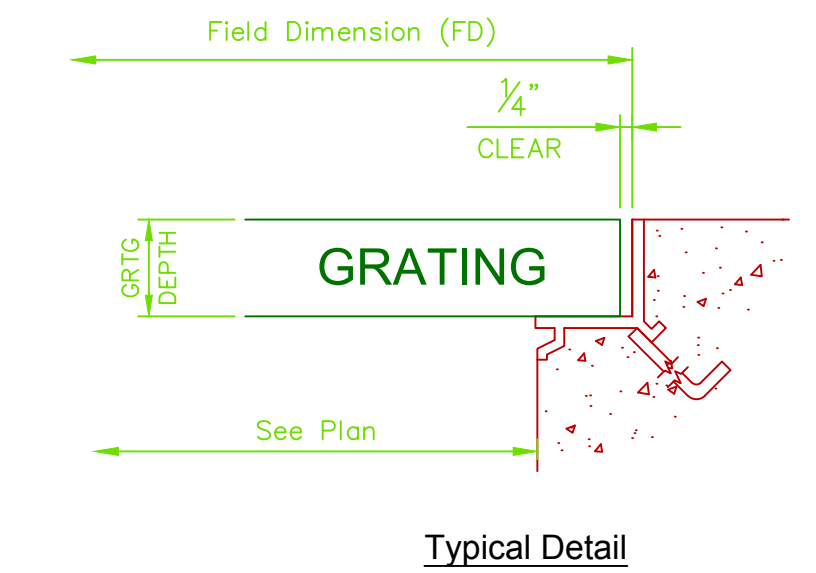 Field Dimension (FD)
1/4"
CLEAR
GRTG
DEPTH
GRATING
See Plan
Typical Detail